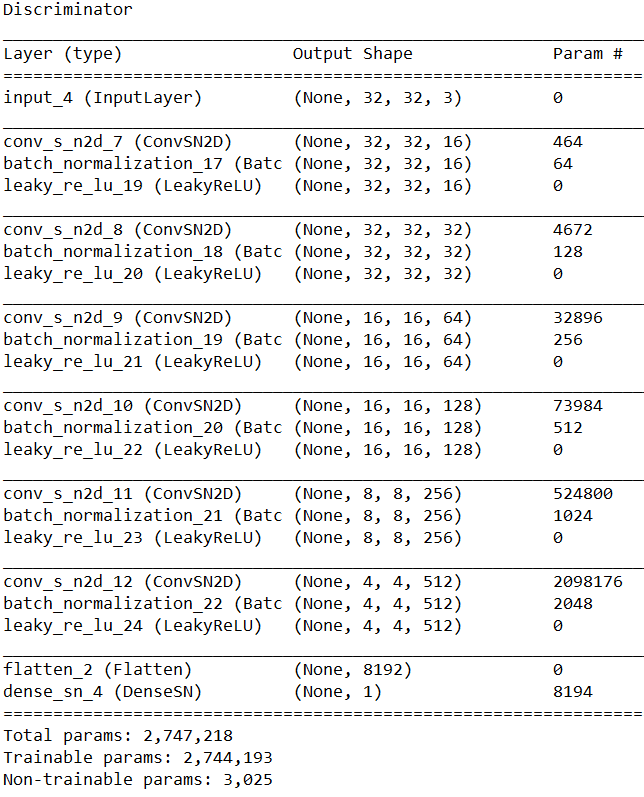 Discriminator
Layer (type) Output Shape Param #
input_4 (InputLayer) (None, 32, 32, 3) 0
conv_s_n2d_7 (ConvSN2D) (None, 32, 32, 16) 464
batch_normalization_17 (Batc (None, 32, 32, 16) 64
leaky_re_lu_19 (LeakyReLU) (None, 32, 32, 16) 0
conv_s_n2d_8 (ConvSN2D) (None, 32, 32, 32) 4672
batch_normalization_18 (Batc (None, 32, 32, 32) 128
leaky_re_lu_20 (LeakyReLU) (None, 32, 32, 32) 0
conv_s_n2d_9 (ConvSN2D) (None, 16, 16, 64) 32896
batch_normalization_19 (Batc (None, 16, 16, 64) 256
leaky_re_lu_21 (LeakyReLU) (None, 16, 16, 64) 0
conv_s_n2d_10 (ConvSN2D) (None, 16, 16, 128) 73984
batch_normalization_20 (Batc (None, 16, 16, 128) 512
leaky_re_lu_22 (LeakyReLU) (None, 16, 16, 128) 0
conv_s_n2d_11 (ConvSN2D) (None, 8, 8, 256) 524800
batch_normalization_21 (Batc (None, 8, 8, 256) 1024
leaky_re_lu_23 (LeakyReLU) (None, 8, 8, 256) 0
conv_s_n2d_12 (ConvSN2D) (None, 4, 4, 512) 2098176
batch_normalization_22 (Batc (None, 4, 4, 512) 2048
leaky_re_lu_24 (LeakyReLU) (None, 4, 4, 512) 0
flatten_2 (Flatten) (None, 8192) 0
dense_sn_4 (DenseSN) (None, 1) 8194
Total params: 2,747,218
Trainable params: 2,744,193
Non-trainable params: 3,025